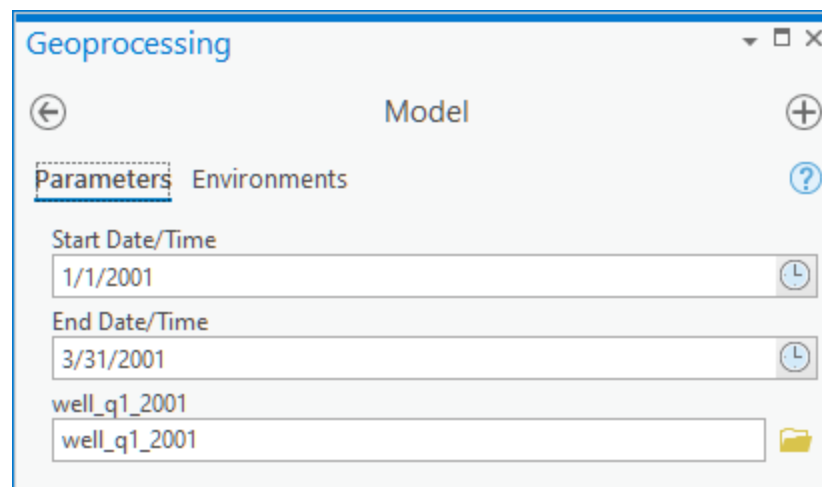 Geoprocessing
Model
Parameters Environments
?
Start Date/Time
1/1/2001
End Date/Time
3/31/2001
well_q1_2001
well_q1_2001